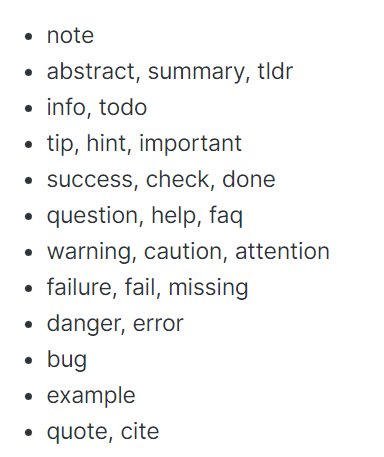 • note
• abstract, summary, tldr
• info, todo
• tip, hint, important
• success, check, done
• question, help, faq
• warning, caution, attention
• failure, fail, missing
• danger, error
• bug
• example
• quote, cite